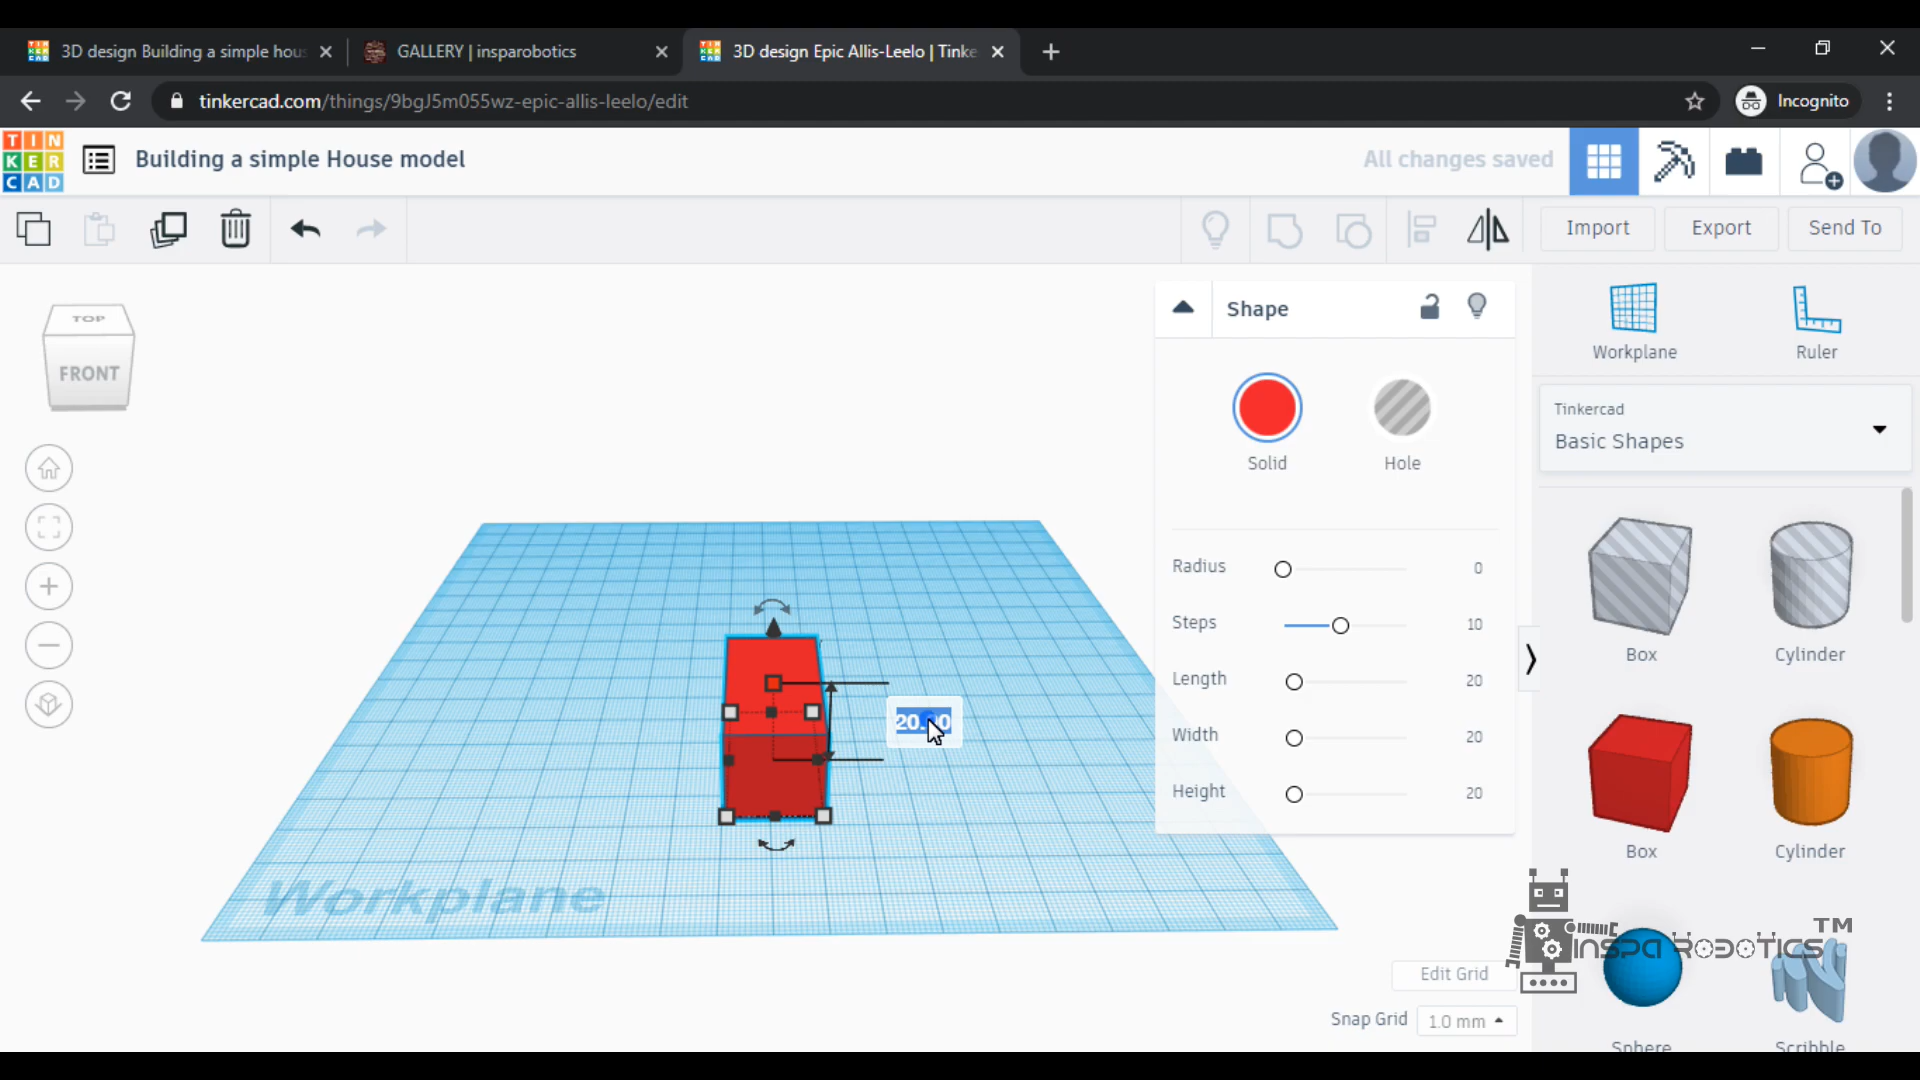 3D design Building a simple hou
GALLERY | insparobotics
3D design Epic Allis-Leelo | Tinke
tinkercad.com/things/9bgJ5m055wz-epic-allis-leelo/edit
Incognito
TIN
KER
CAD
Building a simple House model
All changes saved
Import
Export
Send To
TOP
FRONT
Shape
Solid
Hole
Radius
0
Steps
10
Length
20
Width
20
Height
20
20.00
Workplane
Ruler
Tinkercad
Basic Shapes
Box
Cylinder
Box
Cylinder
Sphere
Scribble
Workplane
INSPA ROBOTICS
TM
Edit Grid
Snap Grid
1.0 mm